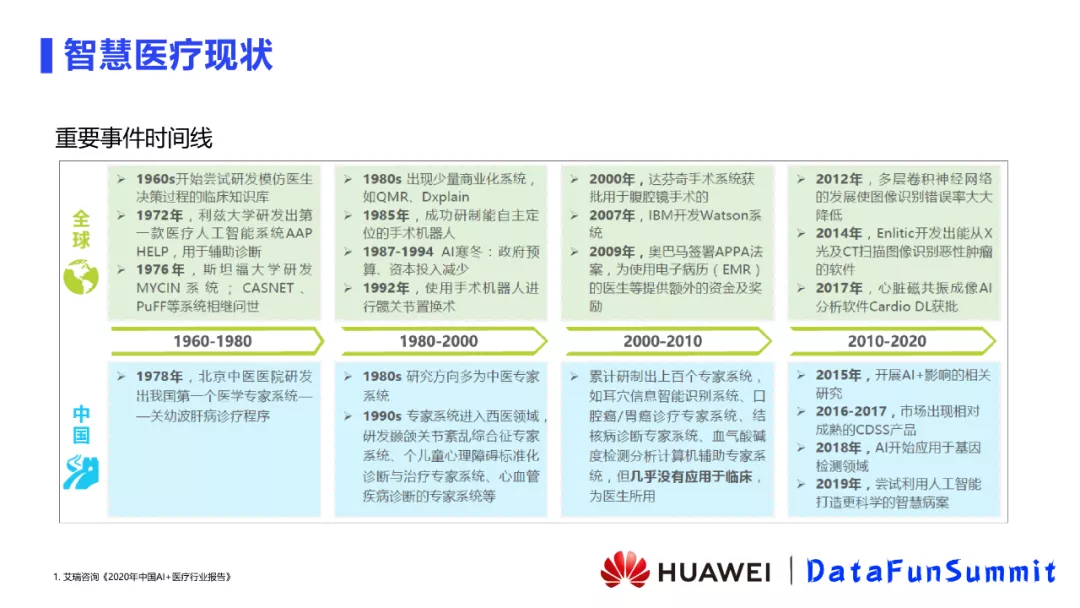 智慧医疗现状
重要事件时间线
全球
➢ 1960s开始尝试研发模仿医生
决策过程的临床知识库
➢ 1972年，利兹大学研发出第
一款医疗人工智能系统AAP
HELP，用于辅助诊断
➢ 1976年，斯坦福大学研发
MYCIN系统；CASNET、
PuFF等系统相继问世
➢ 1980s 出现少量商业化系统，
如QMR、Dxplain
➢ 1985年，成功研制能自主定
位的手术机器人
➢ 1987-1994 AI寒冬：政府预
算、资本投入减少
➢ 1992年，使用手术机器人进
行髋关节置换术
➢ 2000年，达芬奇手术系统获
批用于腹腔镜手术的
➢ 2007年，IBM开发Watson系
统
➢ 2009年，奥巴马签署APPA法
案，为使用电子病历（EMR）
的医生等提供额外的资金及奖
励
➢ 2012年，多层卷积神经网络
的发展使图像识别错误率大大
降低
➢ 2014年，Enlitic开发出能从X
光及CT扫描图像识别恶性肿瘤
的软件
➢ 2017年，心脏磁共振成像AI
分析软件Cardio DL获批
1960-1980
1980-2000
2000-2010
2010-2020
中国
➢ 1978年，北京中医医院研发
出我国第一个医学专家系统—
—关幼波肝病诊疗程序
➢ 1980s 研究方向多为中医专家
系统
➢ 1990s 专家系统进入西医领域，
研发颞颌关节紊乱综合征专家
系统、个儿童心理障碍标准化
诊断与治疗专家系统、心血管
疾病诊断的专家系统等
➢ 累计研制出上百个专家系统，
如耳穴信息智能识别系统、口
腔癌/胃癌诊疗专家系统、结
核病诊断专家系统、血气酸碱
度检测分析计算机辅助专家系
统，但几乎没有应用于临床，
为医生所用
➢ 2015年，开展AI+影响的相关
研究
➢ 2016-2017，市场出现相对
成熟的CDSS产品
➢ 2018年，AI开始应用于基因
检测领域
➢ 2019年，尝试利用人工智能
打造更科学的智慧病案
1. 艾瑞咨询《2020年中国AI+医疗行业报告》
HUAWEI | DataFunSummit